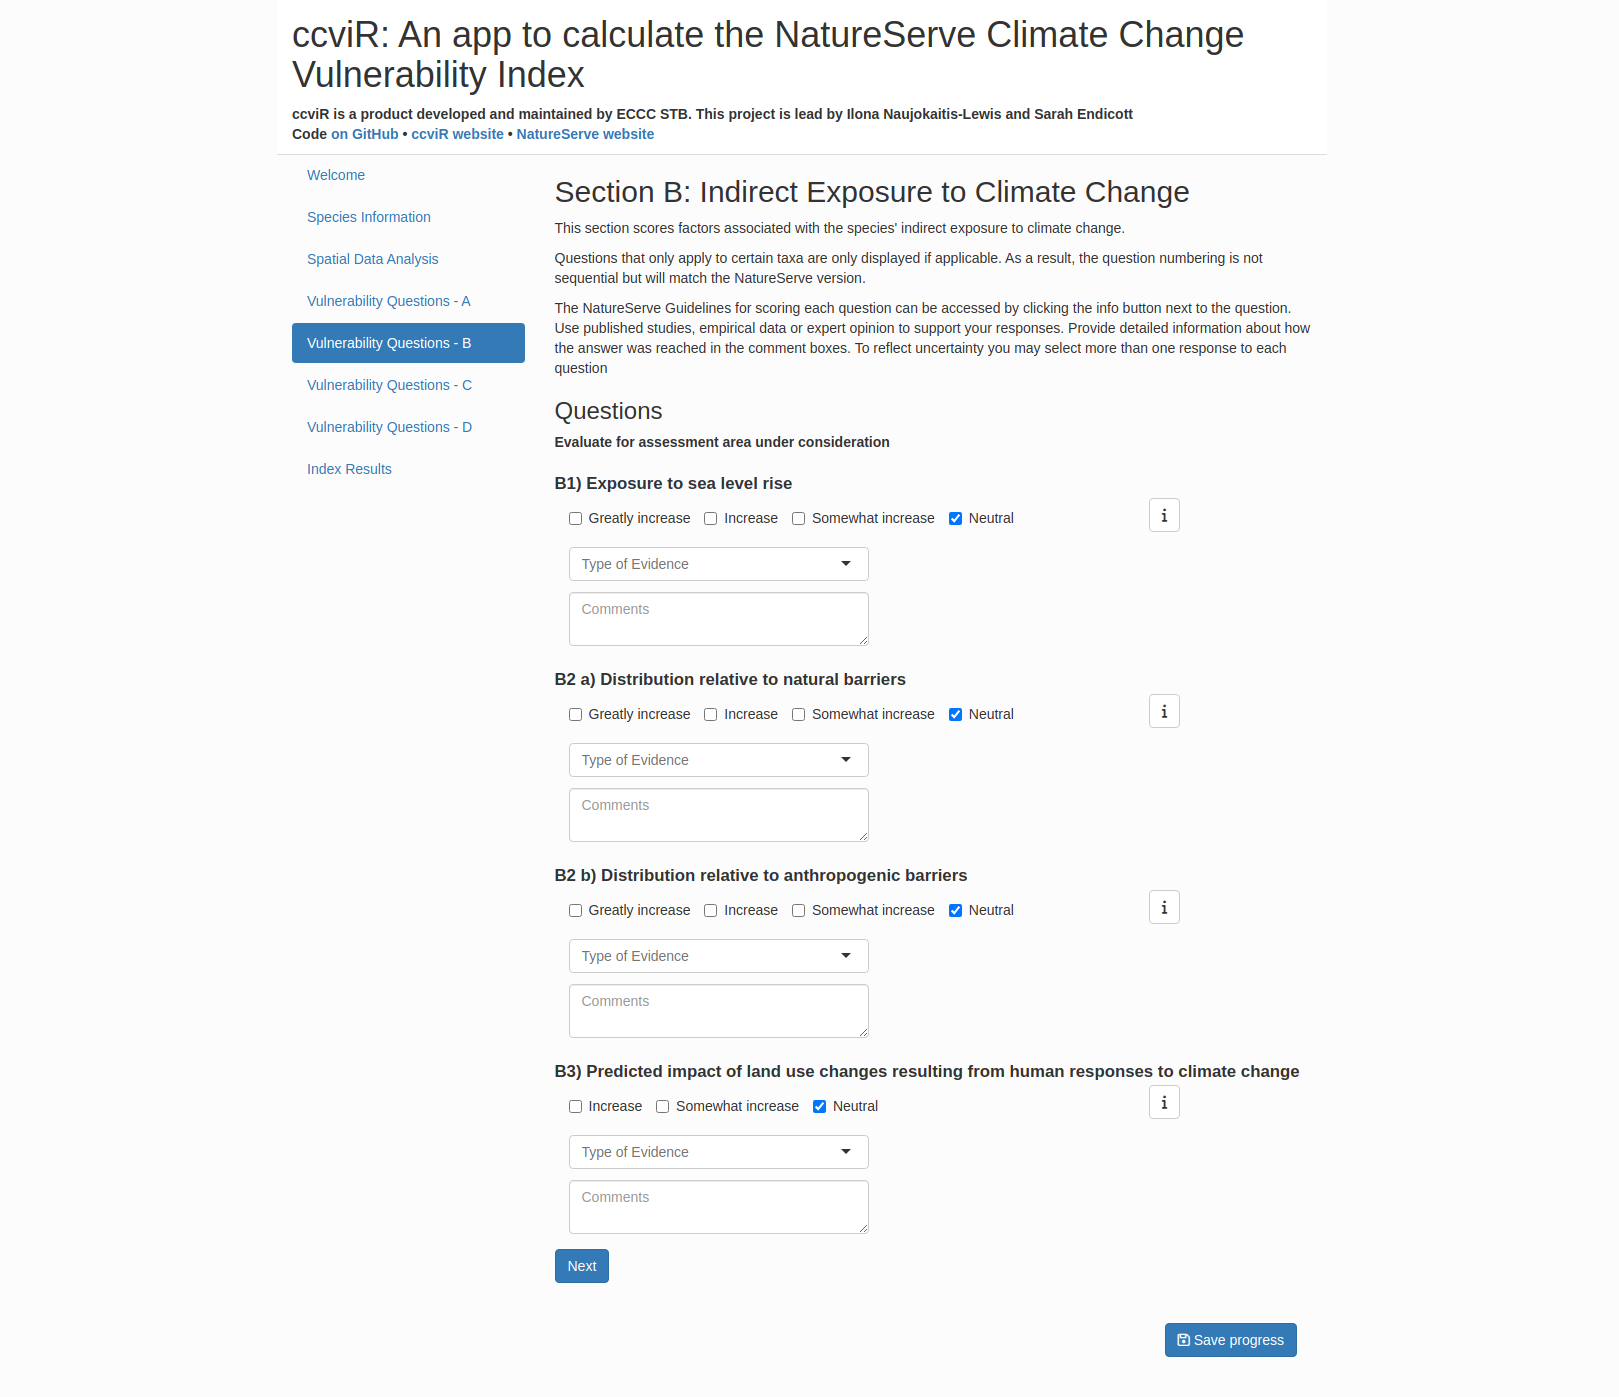 ccviR: An app to calculate the NatureServe Climate Change
Vulnerability Index
ccviR is a product developed and maintained by ECCC STB. This project is lead by Ilona Naujokaitis-Lewis and Sarah Endicott
Code on GitHub • ccviR website • NatureServe website
Welcome
Species Information
Spatial Data Analysis
Vulnerability Questions - A
Vulnerability Questions - B
Vulnerability Questions - C
Vulnerability Questions - D
Index Results
Section B: Indirect Exposure to Climate Change
This section scores factors associated with the species' indirect exposure to climate change.
Questions that only apply to certain taxa are only displayed if applicable. As a result, the question numbering is not
sequential but will match the NatureServe version.
The NatureServe Guidelines for scoring each question can be accessed by clicking the info button next to the question.
Use published studies, empirical data or expert opinion to support your responses. Provide detailed information about how
the answer was reached in the comment boxes. To reflect uncertainty you may select more than one response to each
question
Questions
Evaluate for assessment area under consideration
B1) Exposure to sea level rise
Greatly increase Increase Somewhat increase Neutral
Type of Evidence
Comments
B2 a) Distribution relative to natural barriers
Greatly increase Increase Somewhat increase Neutral
Type of Evidence
Comments
B2 b) Distribution relative to anthropogenic barriers
Greatly increase Increase Somewhat increase Neutral
Type of Evidence
Comments
B3) Predicted impact of land use changes resulting from human responses to climate change
Increase Somewhat increase Neutral
Type of Evidence
Comments
Next
Save progress